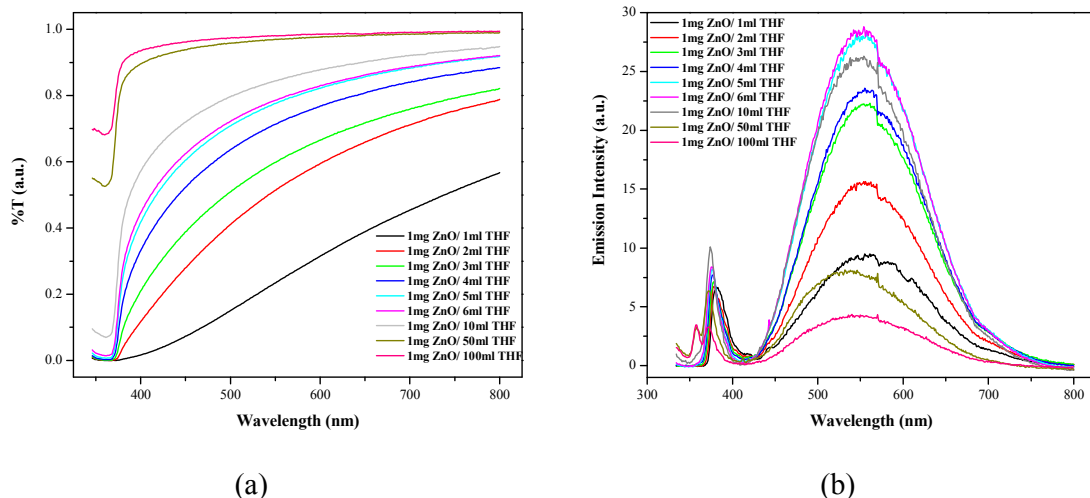 %T (a.u.)
1.0
0.8
0.6
0.4
0.2
0.0
1mg ZnO/ 1ml THF
1mg ZnO/ 2ml THF
1mg ZnO/ 3ml THF
1mg ZnO/ 4ml THF
1mg ZnO/ 5ml THF
1mg ZnO/ 6ml THF
1mg ZnO/ 10ml THF
1mg ZnO/ 50ml THF
1mg ZnO/ 100ml THF
400 500 600 700 800
Wavelength (nm)
(a)
Emission Intensity (a.u.)
30
25
20
15
10
5
0
1mg ZnO/ 1ml THF
1mg ZnO/ 2ml THF
1mg ZnO/ 3ml THF
1mg ZnO/ 4ml THF
1mg ZnO/ 5ml THF
1mg ZnO/ 6ml THF
1mg ZnO/ 10ml THF
1mg ZnO/ 50ml THF
1mg ZnO/ 100ml THF
300 400 500 600 700 800
Wavelength (nm)
(b)